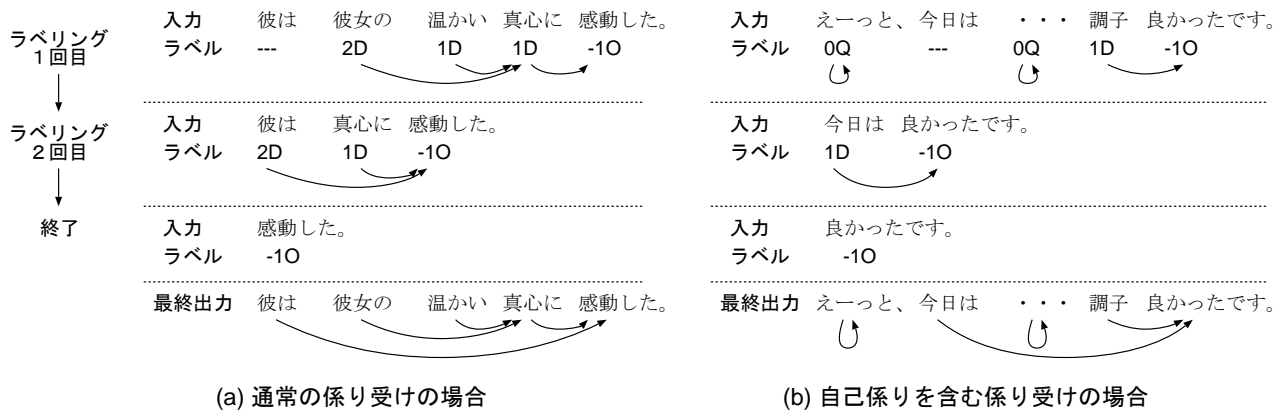 ラベリング
1回目
ラベリング
2回目
終了
入力 彼は 彼女の 温かい 真心に 感動した。
ラベル --- 2D 1D 1D -1O
入力 彼は 真心に 感動した。
ラベル 2D 1D -1O
入力 感動した。
ラベル -1O
最終出力 彼は 彼女の 温かい 真心に 感動した。
(a) 通常の係り受けの場合
入力 えーっと、 今日は ・・・ 調子 良かったです。
ラベル 0Q --- 0Q 1D -1O
入力 今日は 良かったです。
ラベル 1D -1O
入力 良かったです。
ラベル -1O
最終出力 えーっと、 今日は ・・・ 調子 良かったです。
(b) 自己係りを含む係り受けの場合